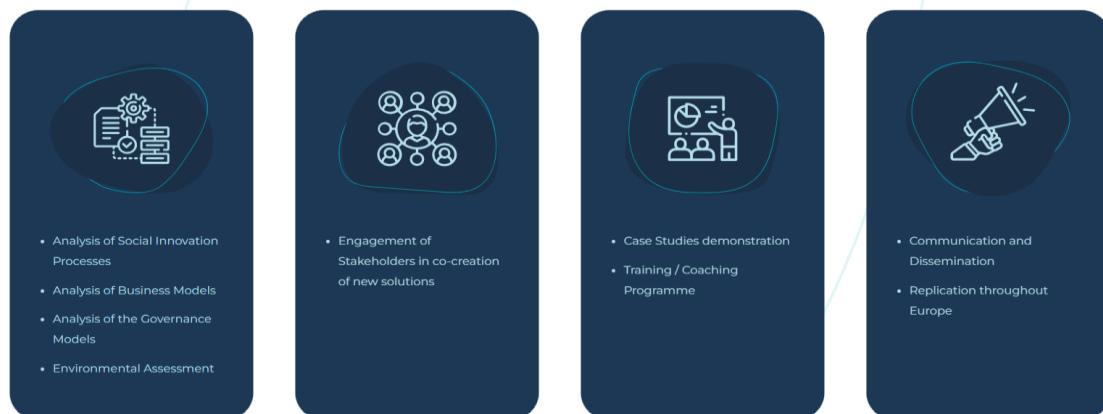 Analysis of Social Innovation
Processes
Analysis of Business Models
Analysis of the Governance
Models
Environmental Assessment
Engagement of
Stakeholders in co-creation
of new solutions
Case Studies demonstration
Training / Coaching
Programme
Communication and
Dissemination
Replication throughout
Europe